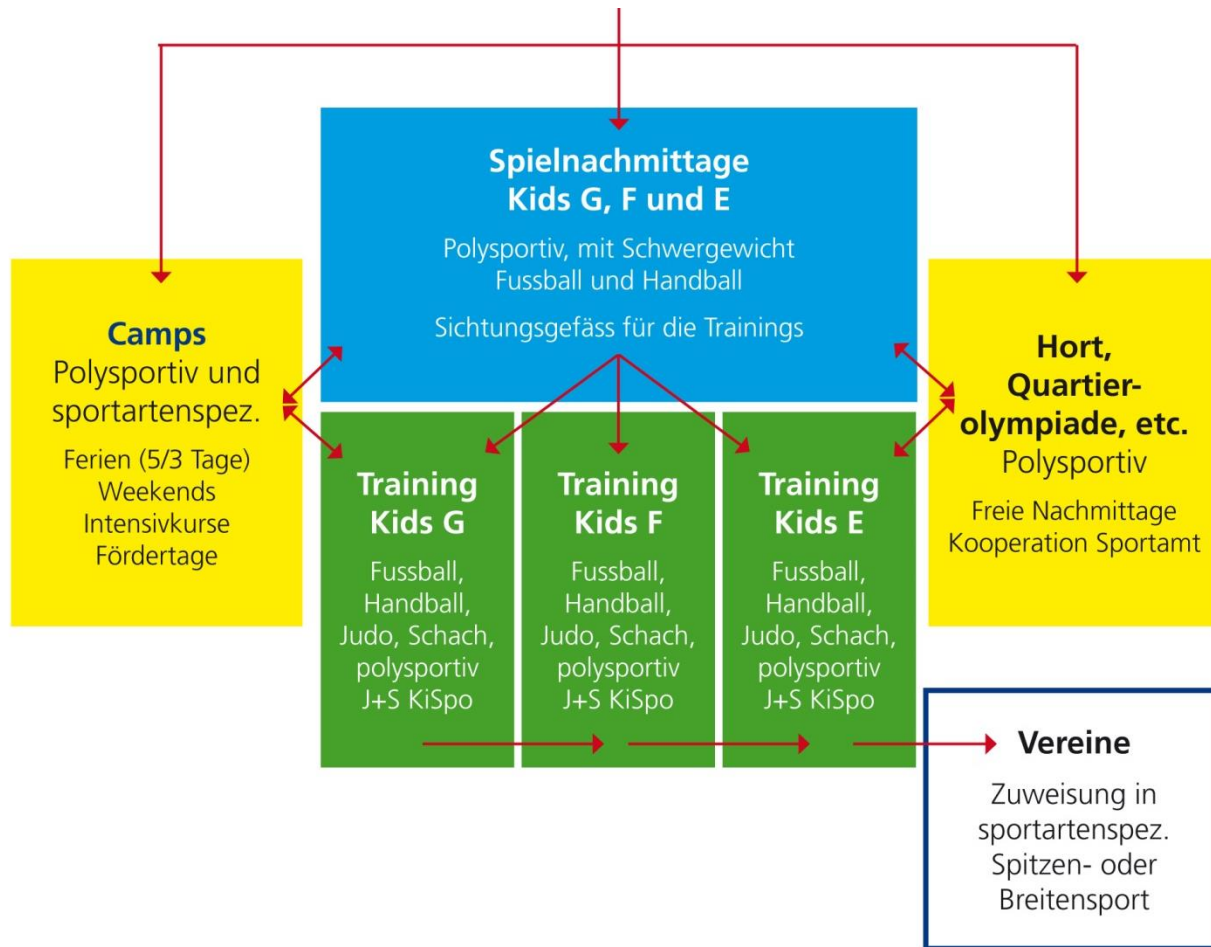 Spielnachmittage
Kids G, F und E
Polysportiv, mit Schwergewicht
Fussball und Handball
Sichtungsgefäss für die Trainings
Camps
Polysportiv und
sportartenspez.
Ferien (5/3 Tage)
Weekends
Intensivkurse
Fördertage
Hort,
Quartier-
olympiade, etc.
Polysportiv
Freie Nachmittage
Kooperation Sportamt
Training
Kids G
Fussball,
Handball,
Judo, Schach,
polysportiv
J+S KiSpo
Training
Kids F
Fussball,
Handball,
Judo, Schach,
polysportiv
J+S KiSpo
Training
Kids E
Fussball,
Handball,
Judo, Schach,
polysportiv
J+S KiSpo
Vereine
Zuweisung in
sportartenspez.
Spitzen- oder
Breitensport